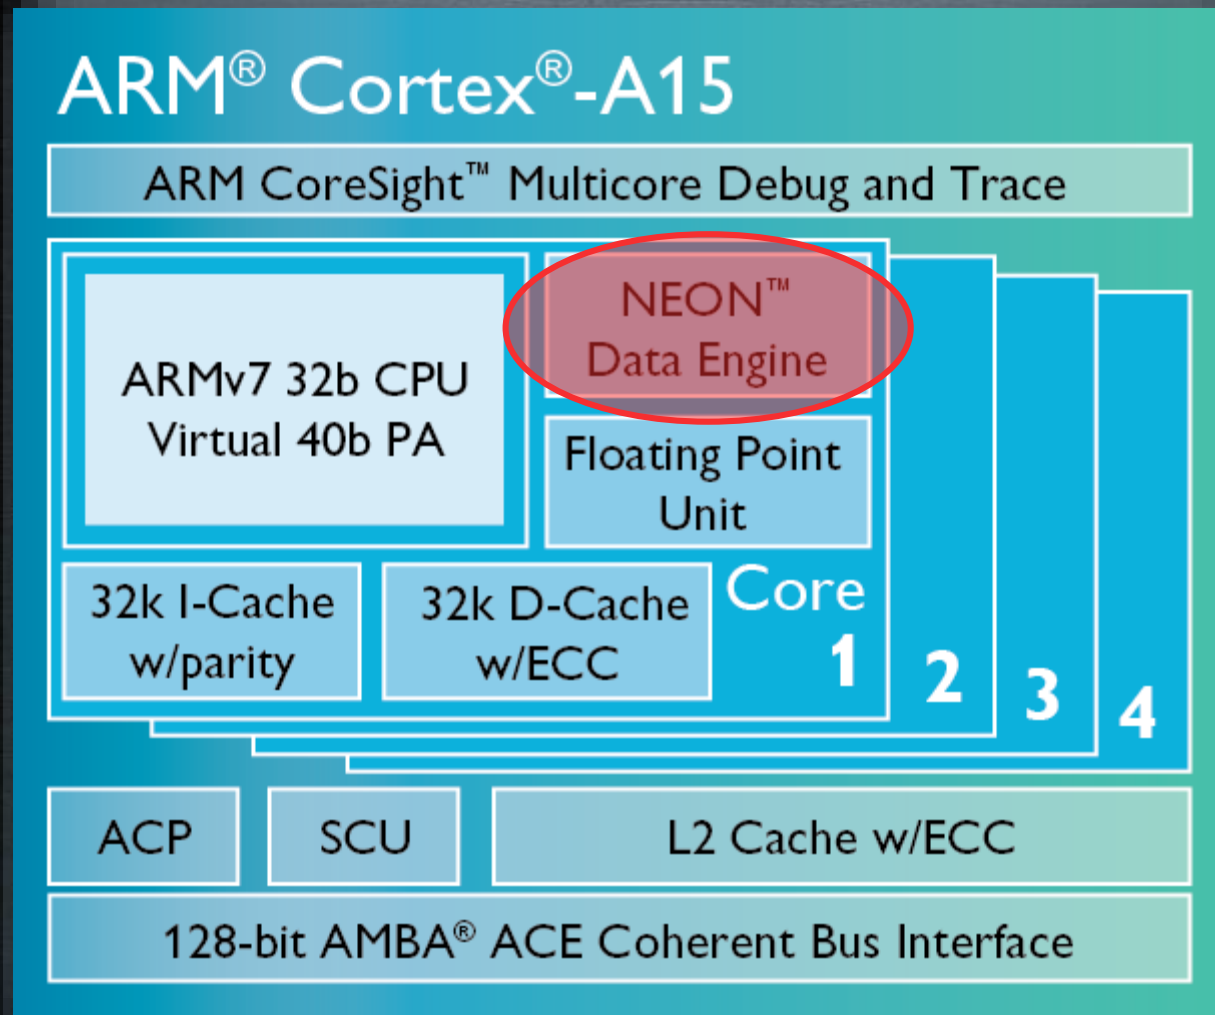 ARM® Cortex®-A15
ARM CoreSight™ Multicore Debug and Trace
ARMv7 32b CPU
Virtual 40b PA
NEON™
Data Engine
Floating Point
Unit
32k I-Cache
w/parity
32k D-Cache
w/ECC
Core
1
2
3
4
ACP
SCU
L2 Cache w/ECC
128-bit AMBA® ACE Coherent Bus Interface